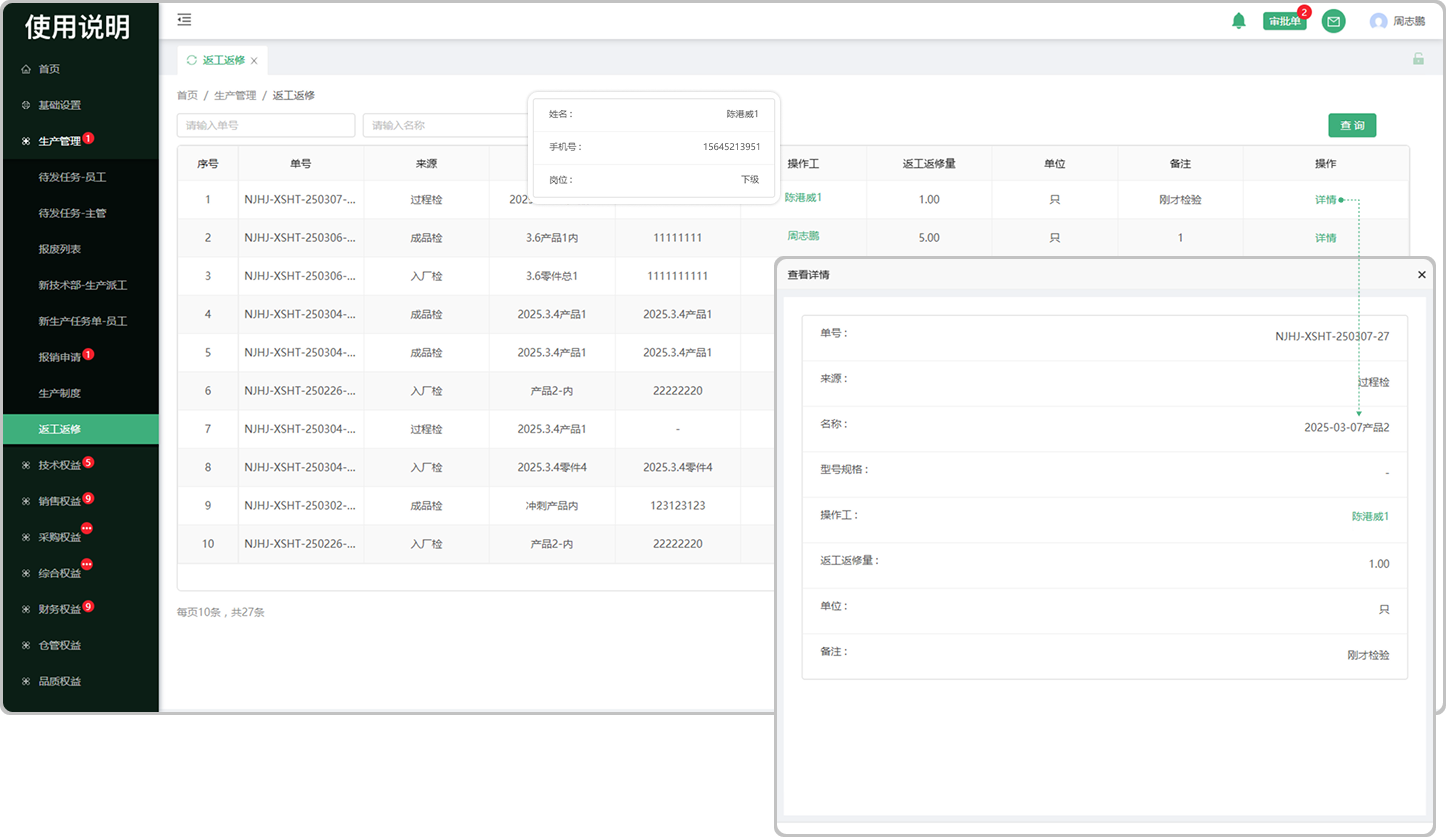 使用说明
首页
基础设置
生产管理 1
待发任务-员工
待发任务-主管
报废列表
新技术部-生产派工
新生产任务单-员工
报销申请 1
生产制度
返工返修
技术权益 5
销售权益 9
采购权益
综合权益
财务权益 9
仓管权益
品质权益
审批单 2 周志鹏
返工返修
首页 / 生产管理 / 返工返修
请输入单号 请输入名称 查 询
姓名： 陈港威1
手机号： 15645213951
岗位： 下级
序号 单号 来源 操作工 返工返修量 单位 备注 操作
1 NJHJ-XSHT-250307-... 过程检 陈港威1 1.00 只 刚才检验 详情
2 NJHJ-XSHT-250306-... 成品检 3.6产品1内 11111111 周志鹏 5.00 只 1 详情
3 NJHJ-XSHT-250306-... 入厂检 3.6零件总1 1111111111
4 NJHJ-XSHT-250304-... 成品检 2025.3.4产品1 2025.3.4产品1
5 NJHJ-XSHT-250304-... 成品检 2025.3.4产品1 2025.3.4产品1
6 NJHJ-XSHT-250226-... 入厂检 产品2-内 22222220
7 NJHJ-XSHT-250304-... 过程检 2025.3.4产品1 -
8 NJHJ-XSHT-250304-... 入厂检 2025.3.4零件4 2025.3.4零件4
9 NJHJ-XSHT-250302-... 成品检 冲刺产品内 123123123
10 NJHJ-XSHT-250226-... 入厂检 产品2-内 22222220
每页10条，共27条
查看详情
单号： NJHJ-XSHT-250307-27
来源： 过程检
名称： 2025-03-07产品2
型号规格： -
操作工： 陈港威1
返工返修量： 1.00
单位： 只
备注： 刚才检验